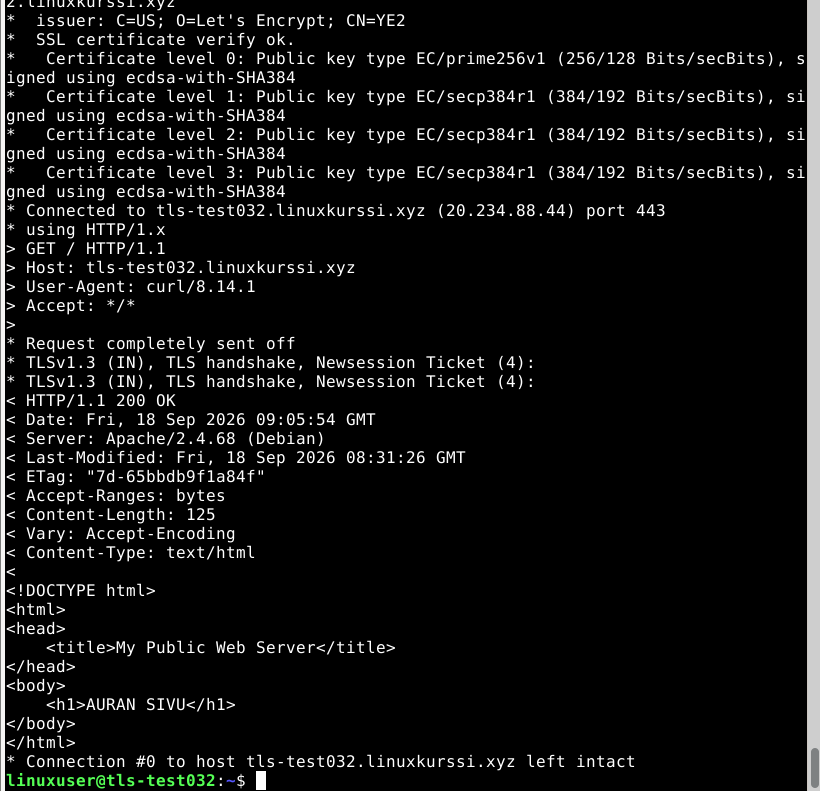 2.linuxkurssi.xyz
*  issuer: C=US; O=Let's Encrypt; CN=YE2
*  SSL certificate verify ok.
*   Certificate level 0: Public key type EC/prime256v1 (256/128 Bits/secBits), s
igned using ecdsa-with-SHA384
*   Certificate level 1: Public key type EC/secp384r1 (384/192 Bits/secBits), si
gned using ecdsa-with-SHA384
*   Certificate level 2: Public key type EC/secp384r1 (384/192 Bits/secBits), si
gned using ecdsa-with-SHA384
*   Certificate level 3: Public key type EC/secp384r1 (384/192 Bits/secBits), si
gned using ecdsa-with-SHA384
* Connected to tls-test032.linuxkurssi.xyz (20.234.88.44) port 443
* using HTTP/1.x
> GET / HTTP/1.1
> Host: tls-test032.linuxkurssi.xyz
> User-Agent: curl/8.14.1
> Accept: */*
>
* Request completely sent off
* TLSv1.3 (IN), TLS handshake, Newsession Ticket (4):
* TLSv1.3 (IN), TLS handshake, Newsession Ticket (4):
< HTTP/1.1 200 OK
< Date: Fri, 18 Sep 2026 09:05:54 GMT
< Server: Apache/2.4.68 (Debian)
< Last-Modified: Fri, 18 Sep 2026 08:31:26 GMT
< ETag: "7d-65bbdb9f1a84f"
< Accept-Ranges: bytes
< Content-Length: 125
< Vary: Accept-Encoding
< Content-Type: text/html
<
<!DOCTYPE html>
<html>
<head>
    <title>My Public Web Server</title>
</head>
<body>
    <h1>AURAN SIVU</h1>
</body>
</html>
* Connection #0 to host tls-test032.linuxkurssi.xyz left intact
linuxuser@tls-test032:~$